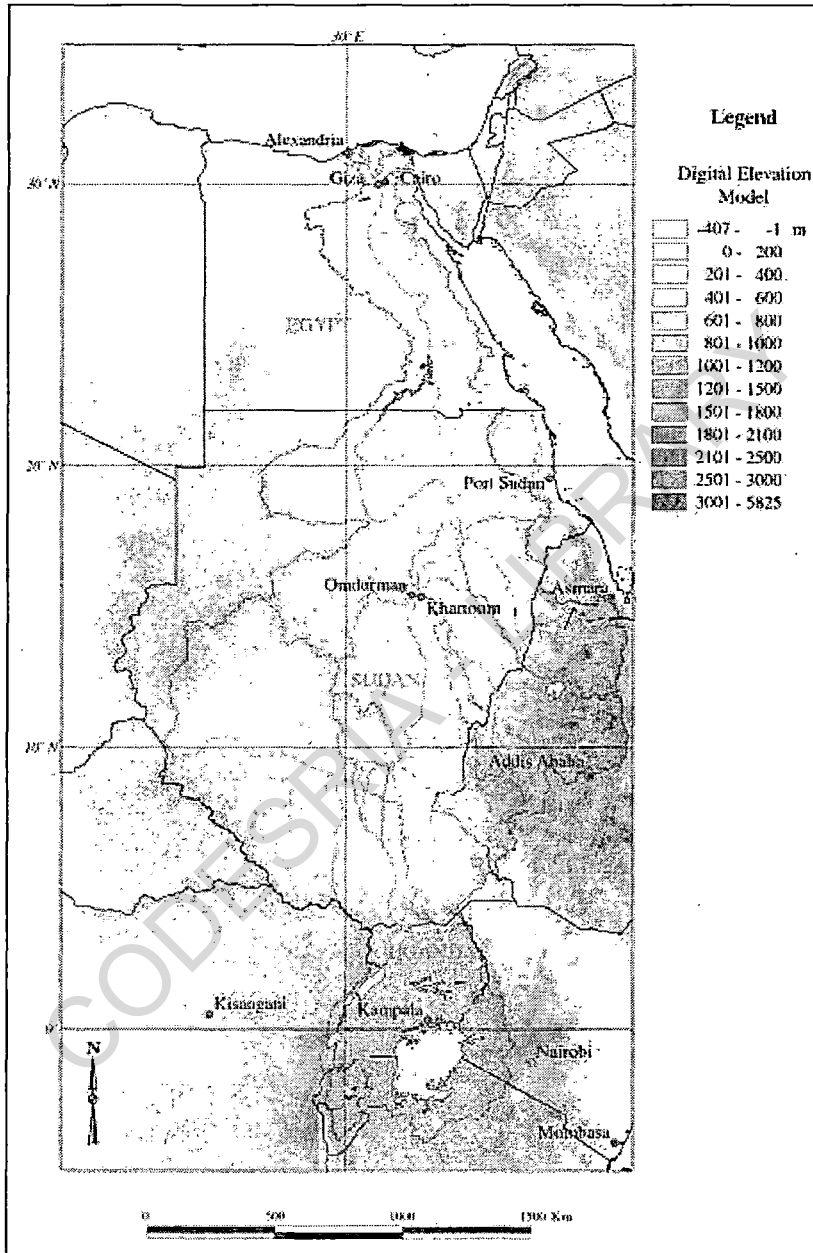 30° E
Alexandria
Giza
Cairo
30° N
EGYPT
20° N
Port Sudan
Omdurman
Khartoum
Asmara
SUDAN
10° N
Addis Ababa
Kisangani
Kampala
0°
Nairobi
Mombasa
N
0 500 1000 1500 Km
Legend
Digital Elevation
Model
-407 - -1 m
0 - 200
201 - 400
401 - 600
601 - 800
801 - 1000
1001 - 1200
1201 - 1500
1501 - 1800
1801 - 2100
2101 - 2500
2501 - 3000
3001 - 5825
CODESRIA - LIBRARY